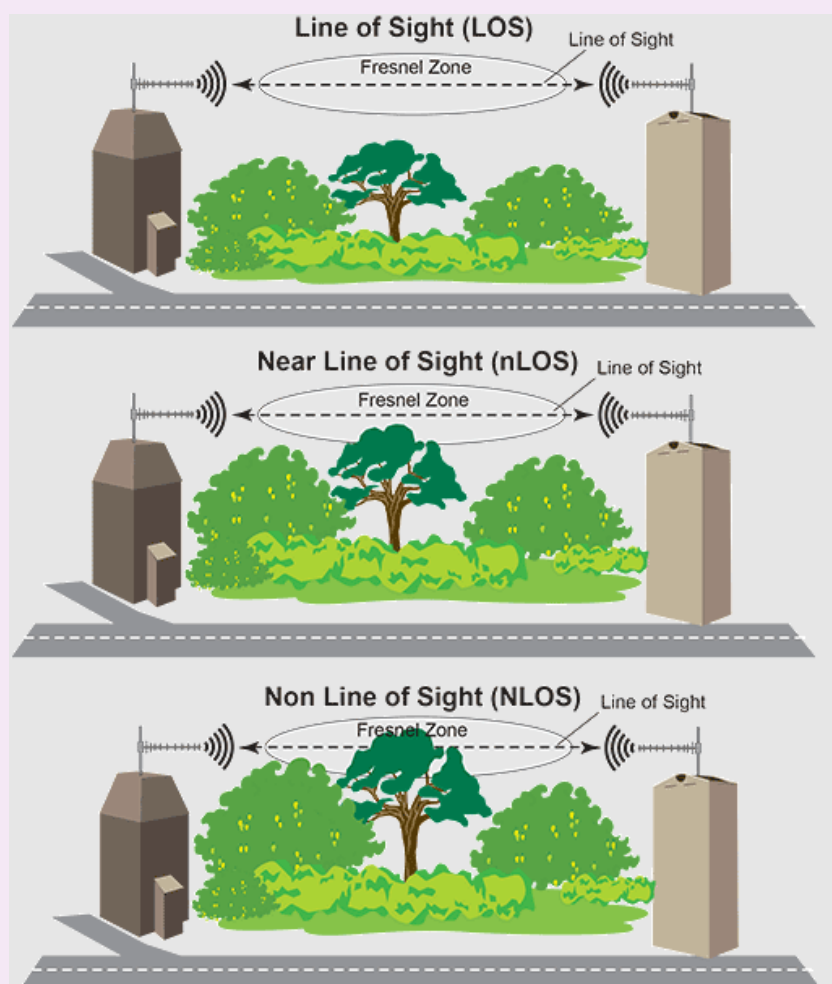 Line of Sight (LOS)
Line of Sight
Fresnel Zone
Near Line of Sight (nLOS)
Line of Sight
Fresnel Zone
Non Line of Sight (NLOS)
Line of Sight
Fresnel Zone